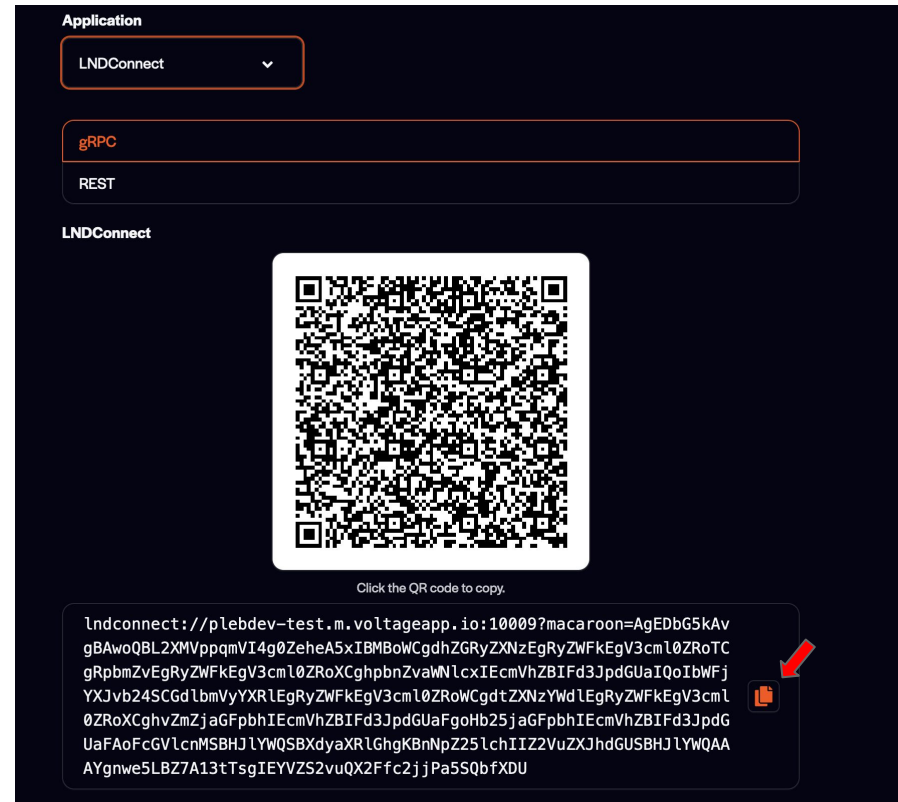 Application
LNDConnect
gRPC
REST
LNDConnect
Click the QR code to copy.
lndconnect://plebdev-test.m.voltageapp.io:10009?macaroon=AgEDbG5kAv
gBAwoQBL2XMVppqmVI4g0ZeheA5xIBMBoWCgdhZGRyZXNzEgRyZWFkEgV3cml0ZRoTC
gRpbmZvEgRyZWFkEgV3cml0ZRoXCghpbnZvaWNlcxIEcmVhZBIFd3JpdGUaIQoIbWFj
YXJvb24SCGdlbmVyYXRlEgRyZWFkEgV3cml0ZRoWCgdtZXNzYWdlEgRyZWFkEgV3cml
0ZRoXCghvZmZjaGFpbhIEcmVhZBIFd3JpdGUaFgoHb25jaGFpbhIEcmVhZBIFd3JpdG
UaFAoFcGVlcnMSBHJlYWQSBXdyaXRlGhgKBnNpZ25lchIIZ2VuZXJhdGUSBHJlYWQAA
AYgnwe5LBZ7A13tTsgIEYVZS2vuQX2Ffc2jjPa5SQbfXDU